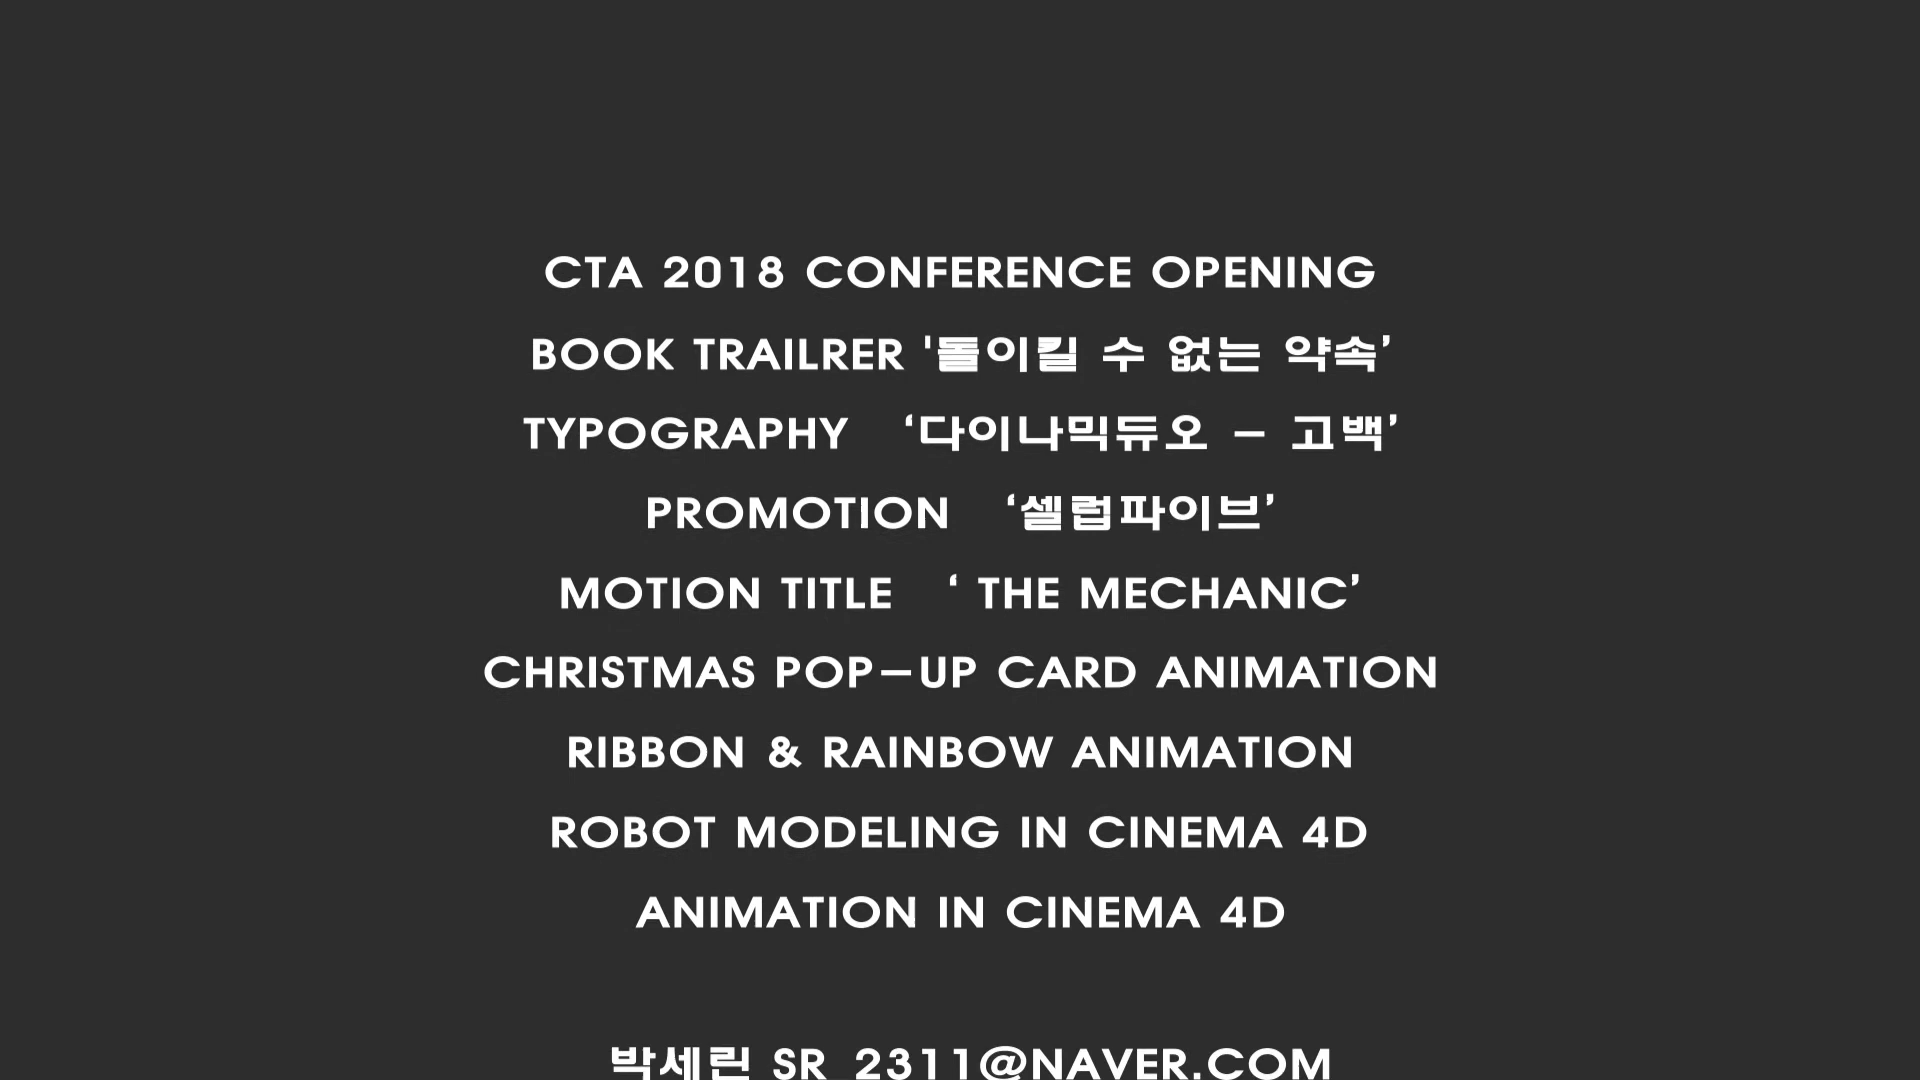 CTA 2018 CONFERENCE OPENING
BOOK TRAILRER '돌이킬 수 없는 약속’
TYPOGRAPHY ‘다이나믹듀오 – 고백’
PROMOTION ‘셀럽파이브’
MOTION TITLE ‘ THE MECHANIC’
CHRISTMAS POP–UP CARD ANIMATION
RIBBON & RAINBOW ANIMATION
ROBOT MODELING IN CINEMA 4D
ANIMATION IN CINEMA 4D
박세린 SR_2311@NAVER.COM